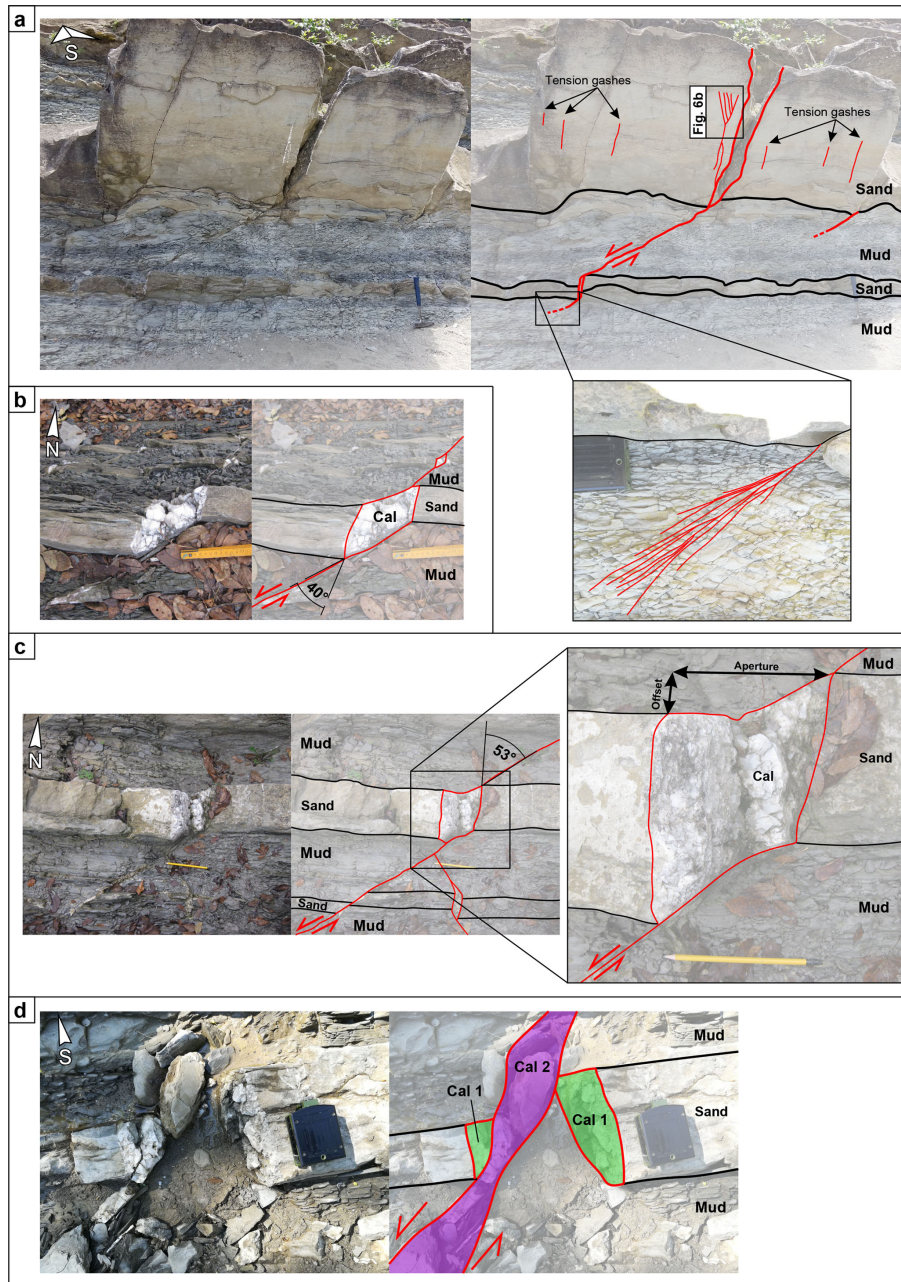 a
S
Tension gashes
Fig. 6b
Tension gashes
Sand
Mud
Sand
Mud
b
N
Mud
Sand
Cal
Mud
40°
c
N
Mud
53°
Sand
Mud
Sand
Mud
Aperture
Offset
Mud
Sand
Cal
Mud
d
S
Mud
Cal 2
Cal 1
Cal 1
Sand
Mud